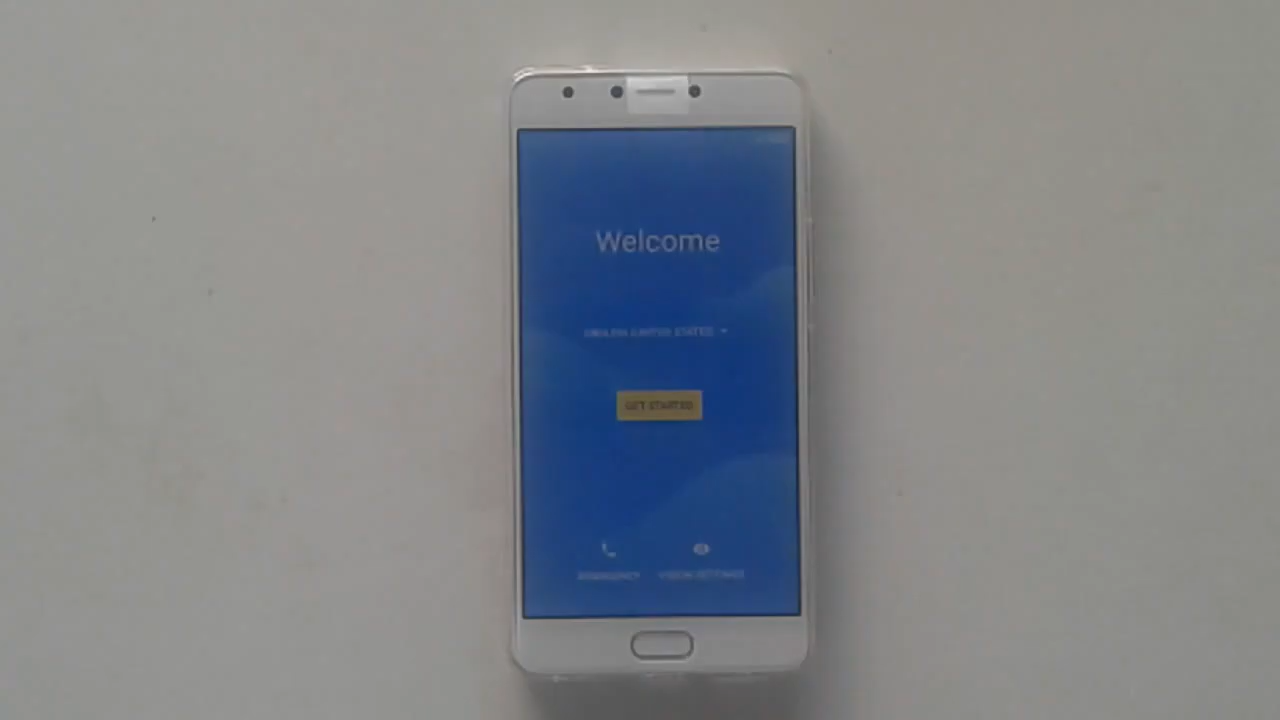 Welcome
ENGLISH (UNITED STATES)
GET STARTED
EMERGENCY
VISION SETTINGS